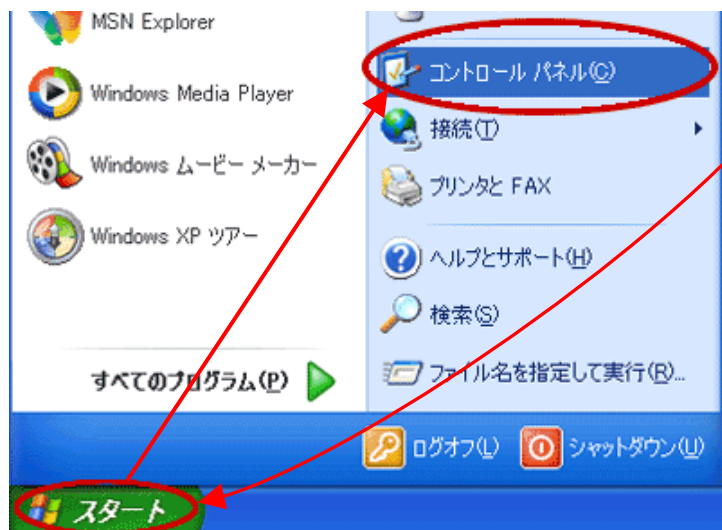 MSN Explorer
Windows Media Player
Windows ムービー メーカー
Windows XP ツアー
すべてのプログラム(P)
コントロール パネル(C)
接続(T)
プリンタと FAX
ヘルプとサポート(H)
検索(S)
ファイル名を指定して実行(R)...
ログオフ(L)
シャットダウン(U)
スタート